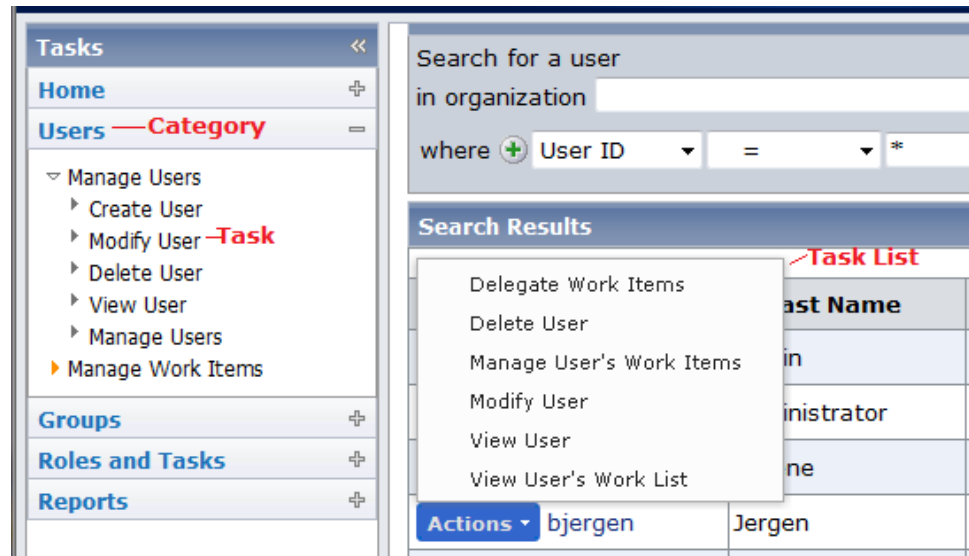 Tasks «
Home
Users Category
Manage Users
Create User
Modify User Task
Delete User
View User
Manage Users
Manage Work Items
Groups
Roles and Tasks
Reports
Search for a user
in organization
where User ID = *
Search Results
Task List
Delegate Work Items
Delete User
Manage User's Work Items
Modify User
View User
View User's Work List
ast Name
in
inistrator
ne
Actions bjergen Jergen